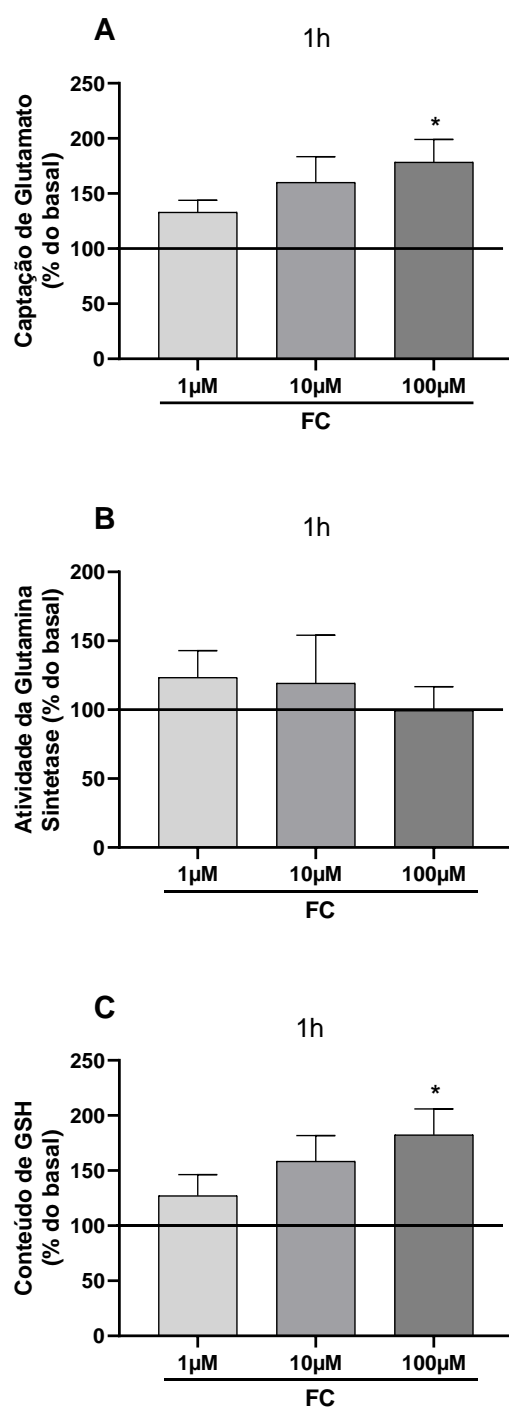 A
1h
Captação de Glutamato
(% do basal)
250
200
150
100
50
0
*
1µM 10µM 100µM
FC
B
1h
Atividade da Glutamina
Sintetase (% do basal)
200
150
100
50
0
1µM 10µM 100µM
FC
C
1h
Conteúdo de GSH
(% do basal)
250
200
150
100
50
0
*
1µM 10µM 100µM
FC